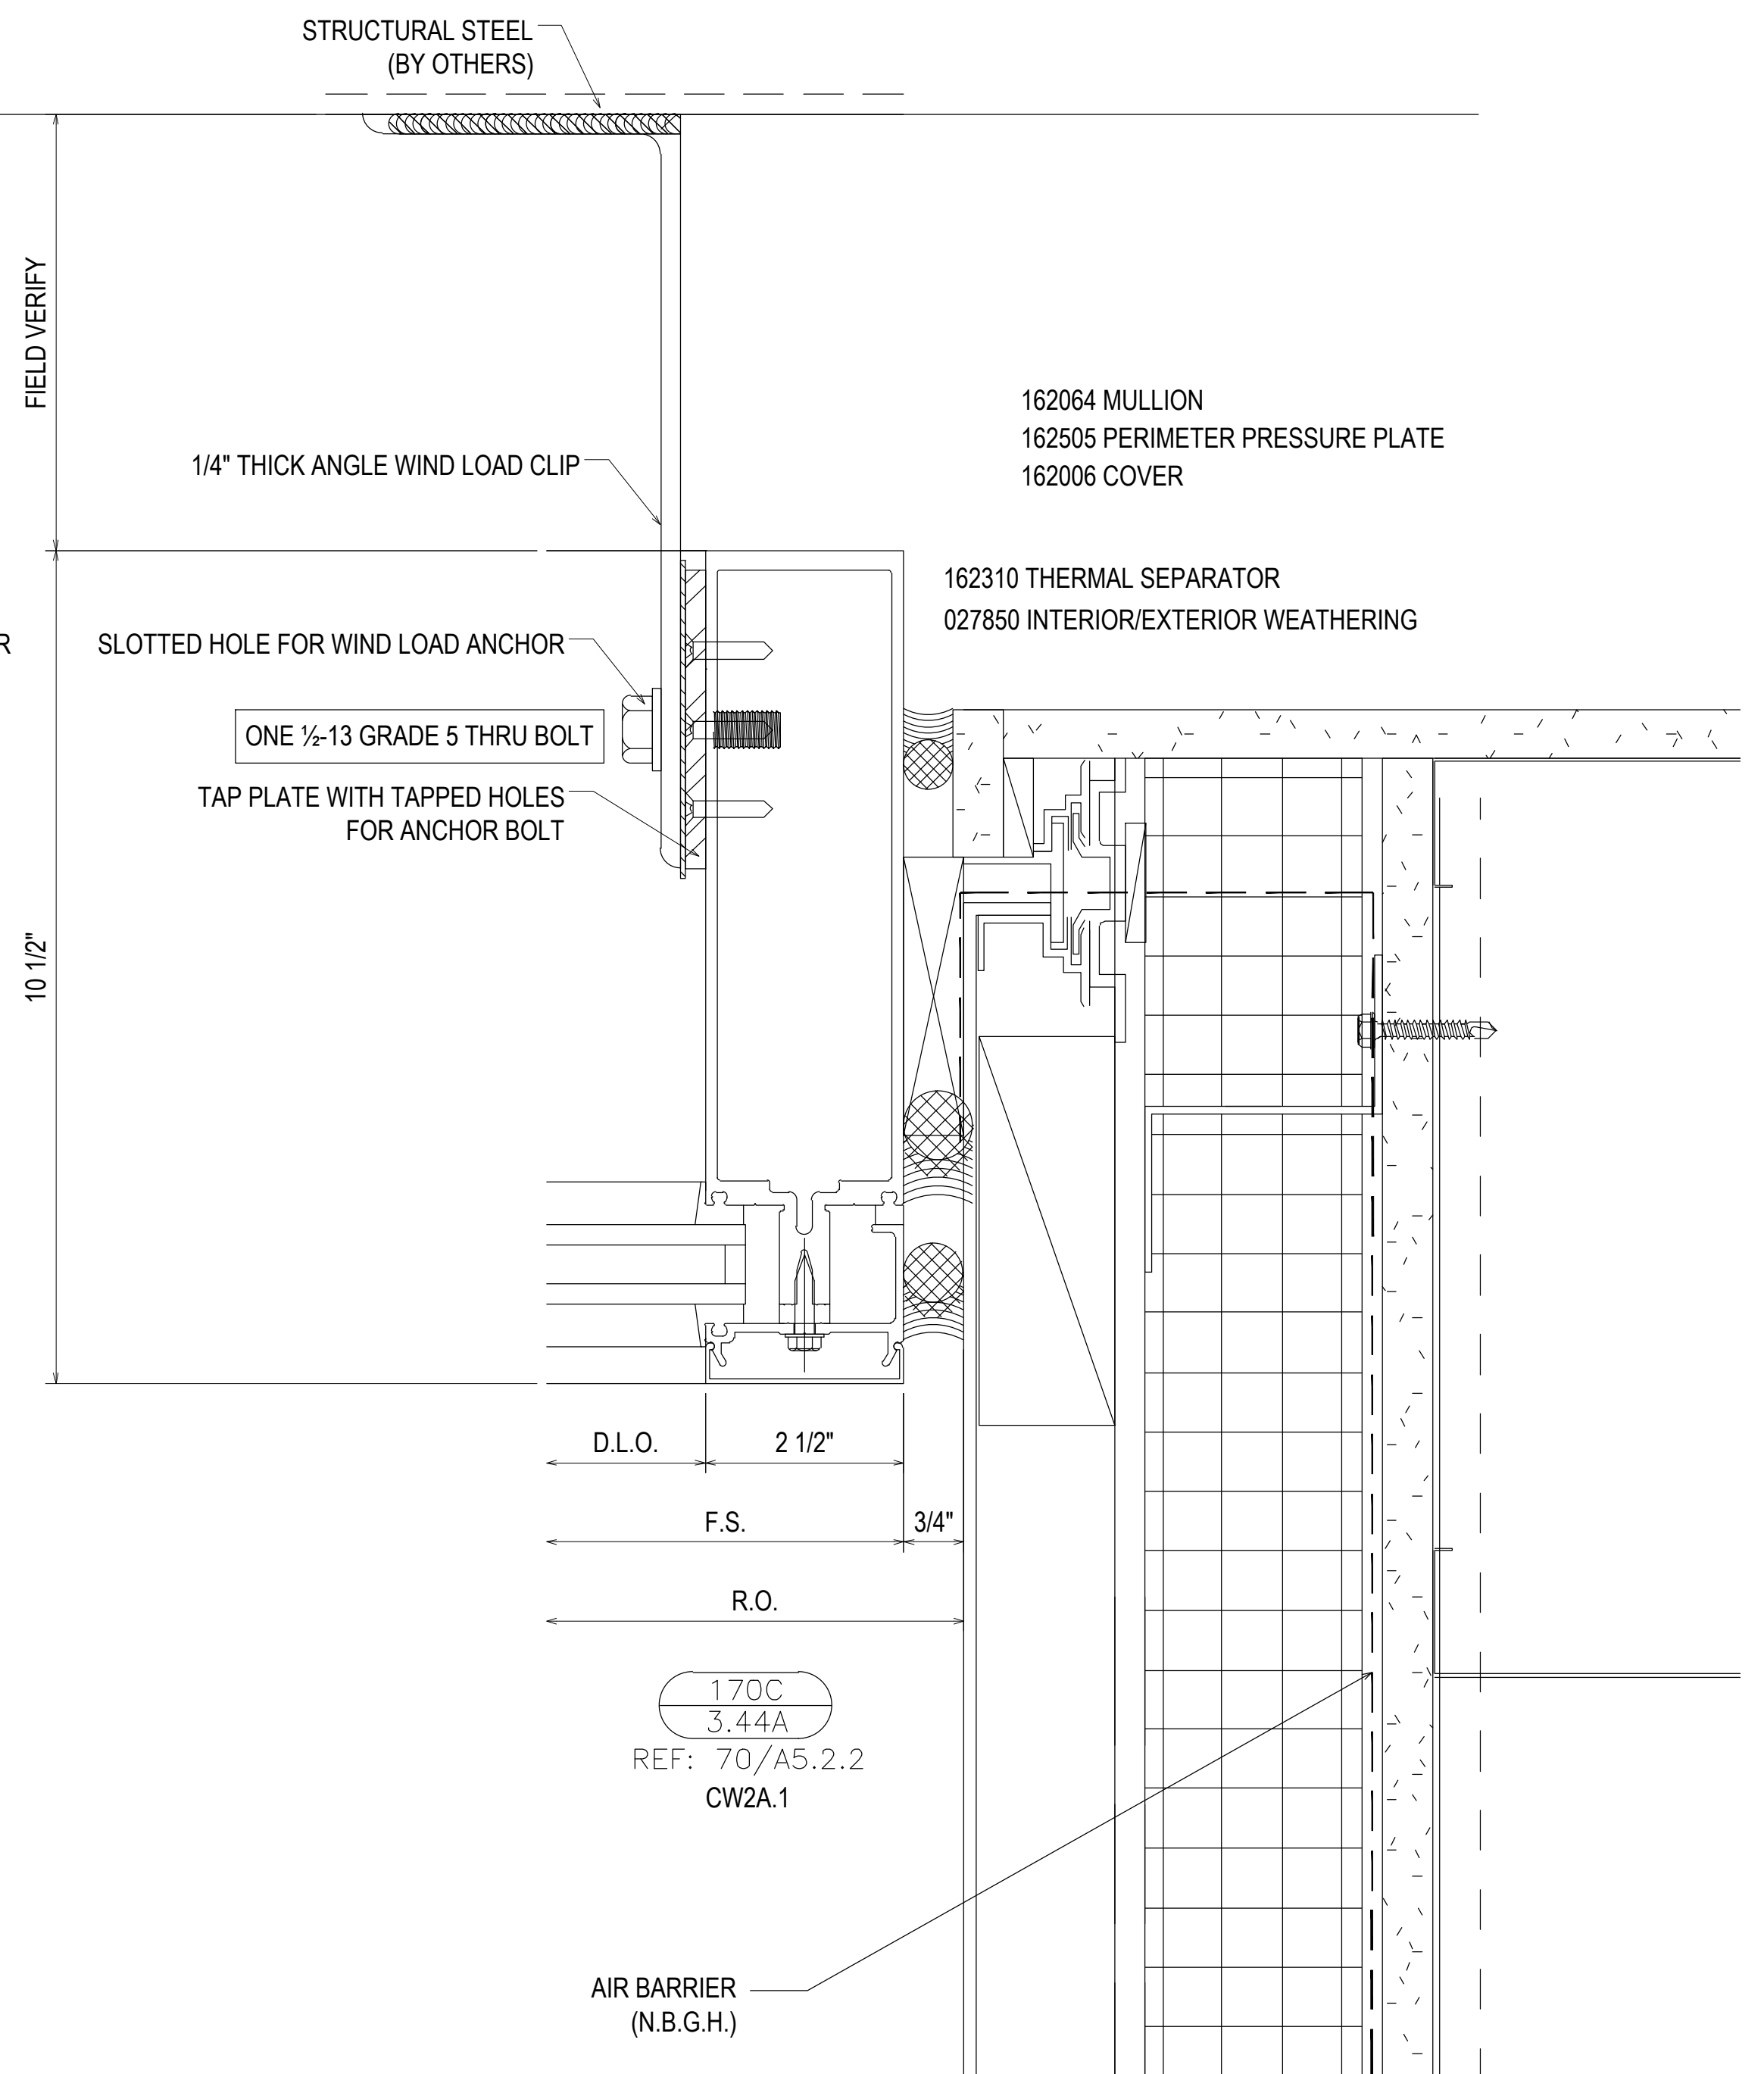 STRUCTURAL STEEL
(BY OTHERS)
FIELD VERIFY
162064 MULLION
162505 PERIMETER PRESSURE PLATE
162006 COVER
1/4" THICK ANGLE WIND LOAD CLIP
162310 THERMAL SEPARATOR
027850 INTERIOR/EXTERIOR WEATHERING
R
SLOTTED HOLE FOR WIND LOAD ANCHOR
ONE ½-13 GRADE 5 THRU BOLT
TAP PLATE WITH TAPPED HOLES
FOR ANCHOR BOLT
10 1/2"
D.L.O.
2 1/2"
F.S.
3/4"
R.O.
170C
3.44A
REF: 70/A5.2.2
CW2A.1
AIR BARRIER
(N.B.G.H.)